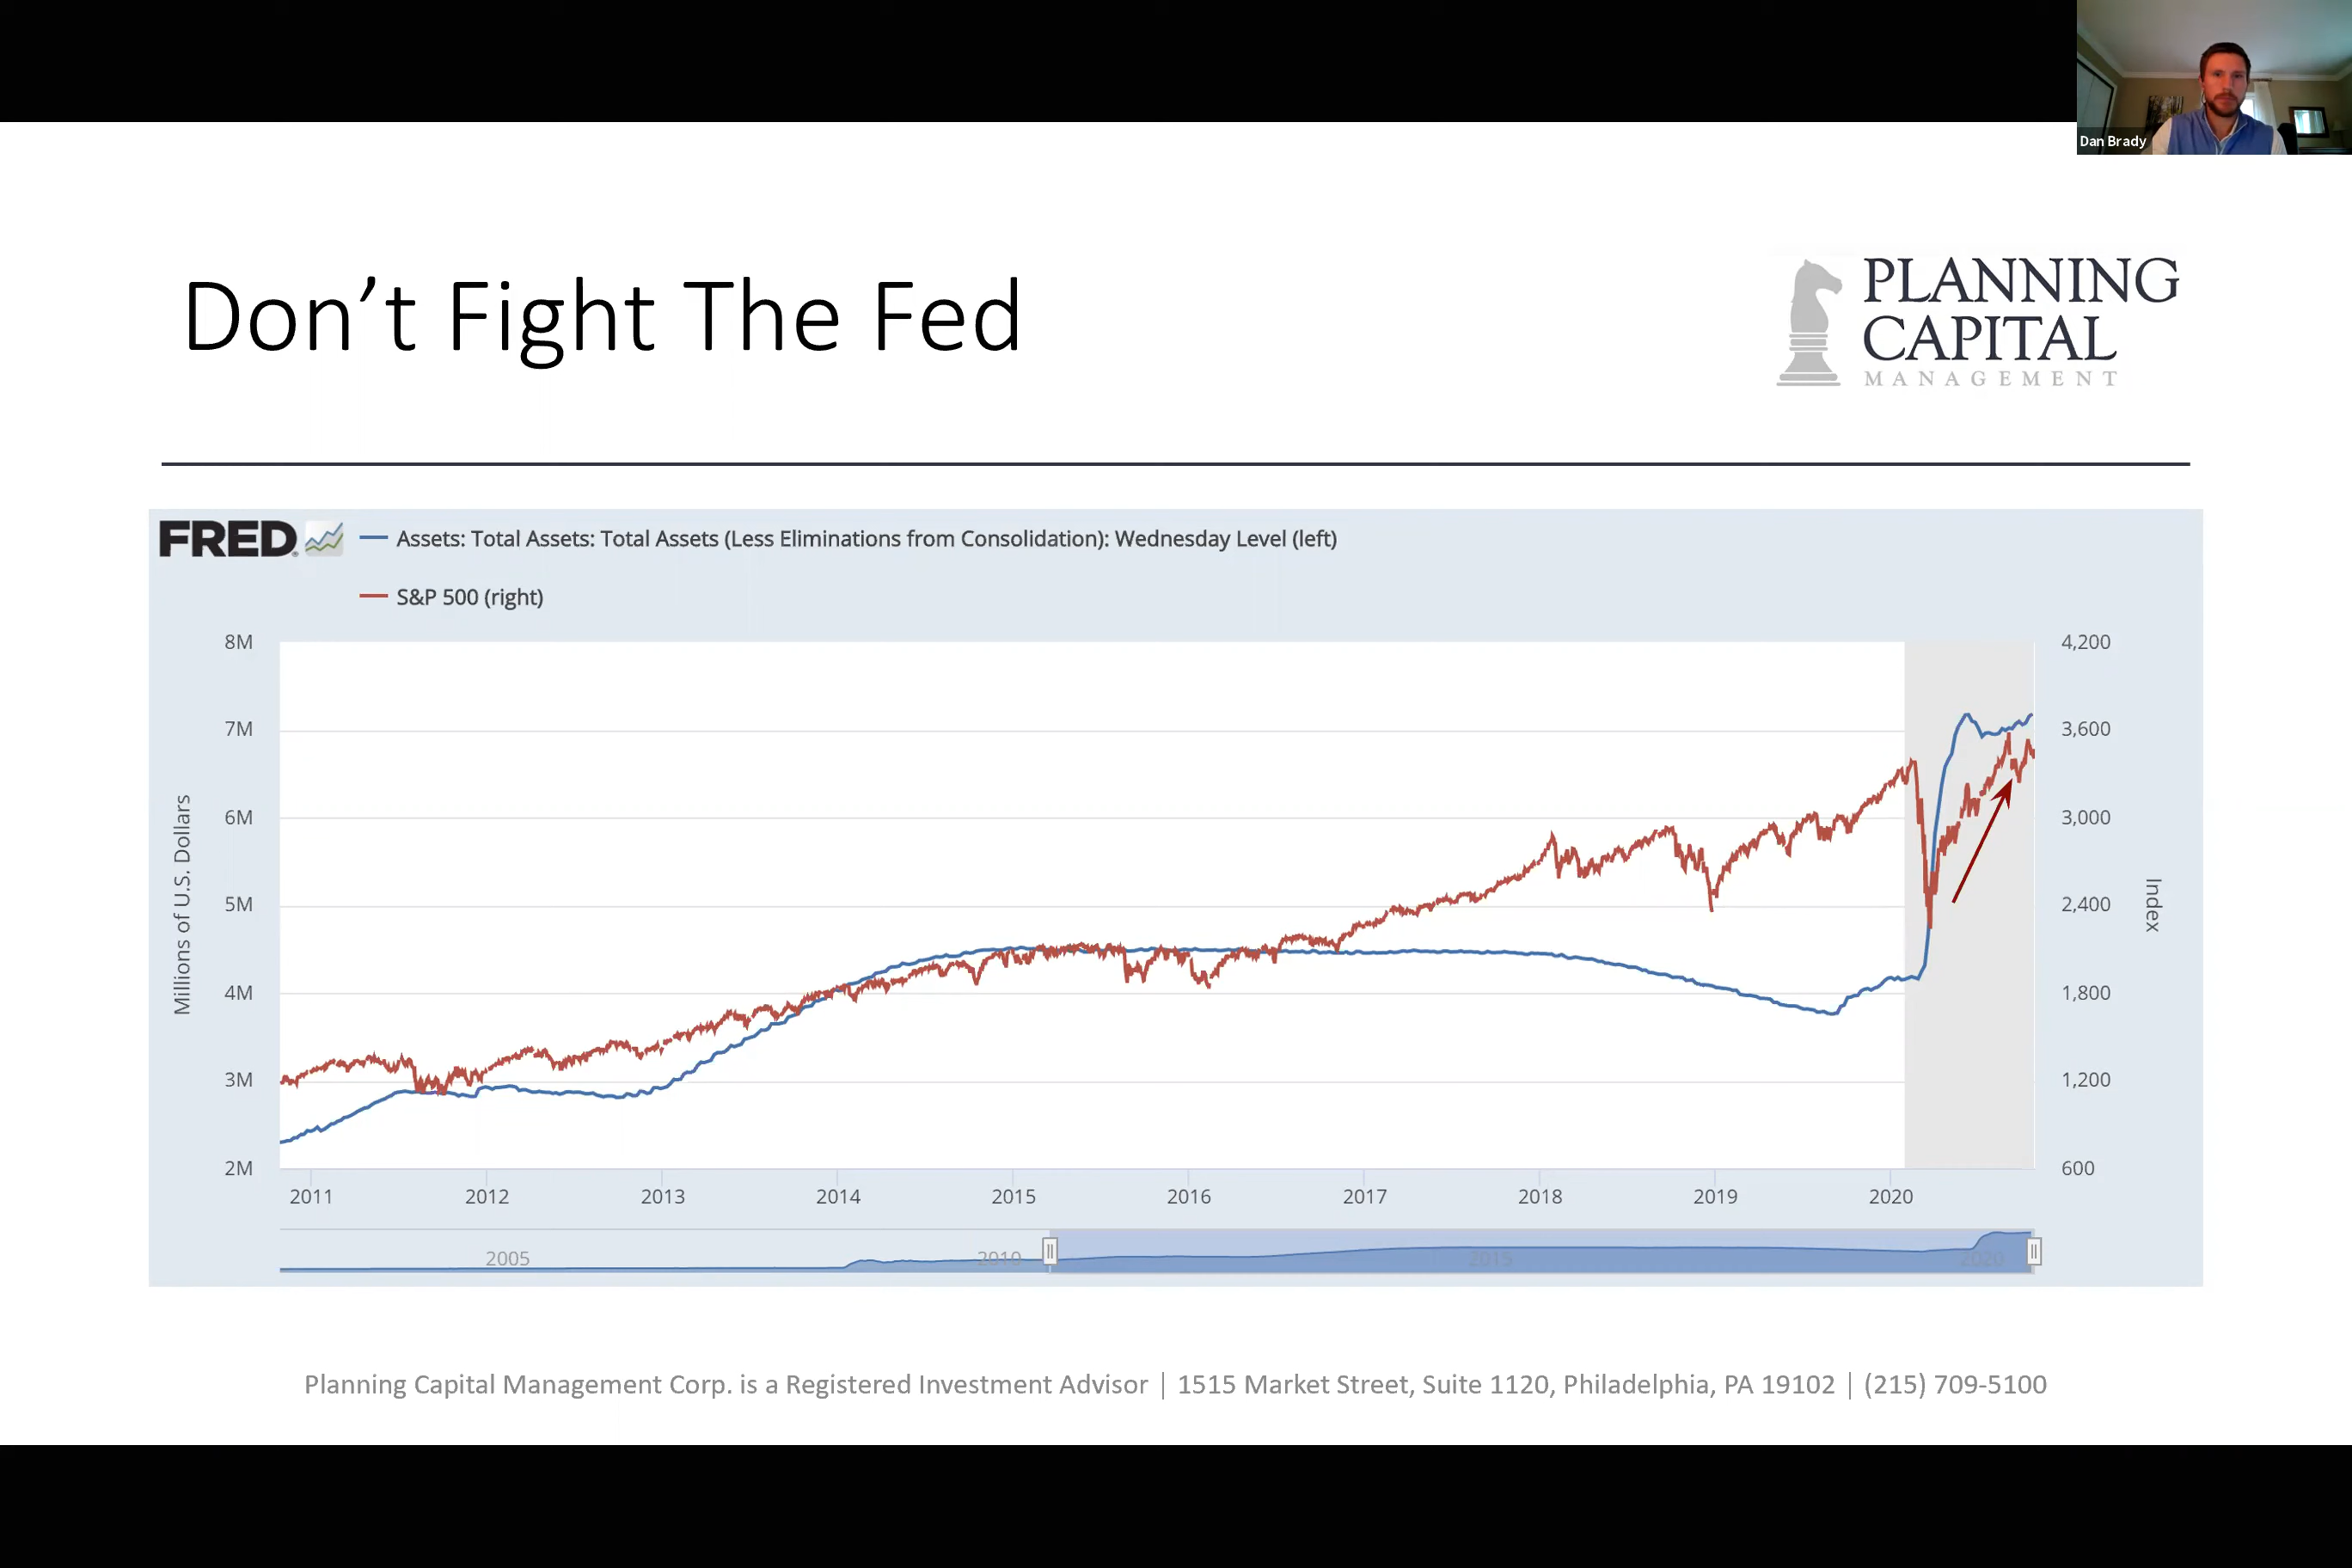 Dan Brady
Don’t Fight The Fed
PLANNING
CAPITAL
MANAGEMENT
FRED
Assets: Total Assets: Total Assets (Less Eliminations from Consolidation): Wednesday Level (left)
S&P 500 (right)
8M
7M
6M
5M
4M
3M
2M
Millions of U.S. Dollars
4,200
3,600
3,000
2,400
1,800
1,200
600
Index
2011 2012 2013 2014 2015 2016 2017 2018 2019 2020
2005 2010 2015 2020
Planning Capital Management Corp. is a Registered Investment Advisor | 1515 Market Street, Suite 1120, Philadelphia, PA 19102 | (215) 709-5100